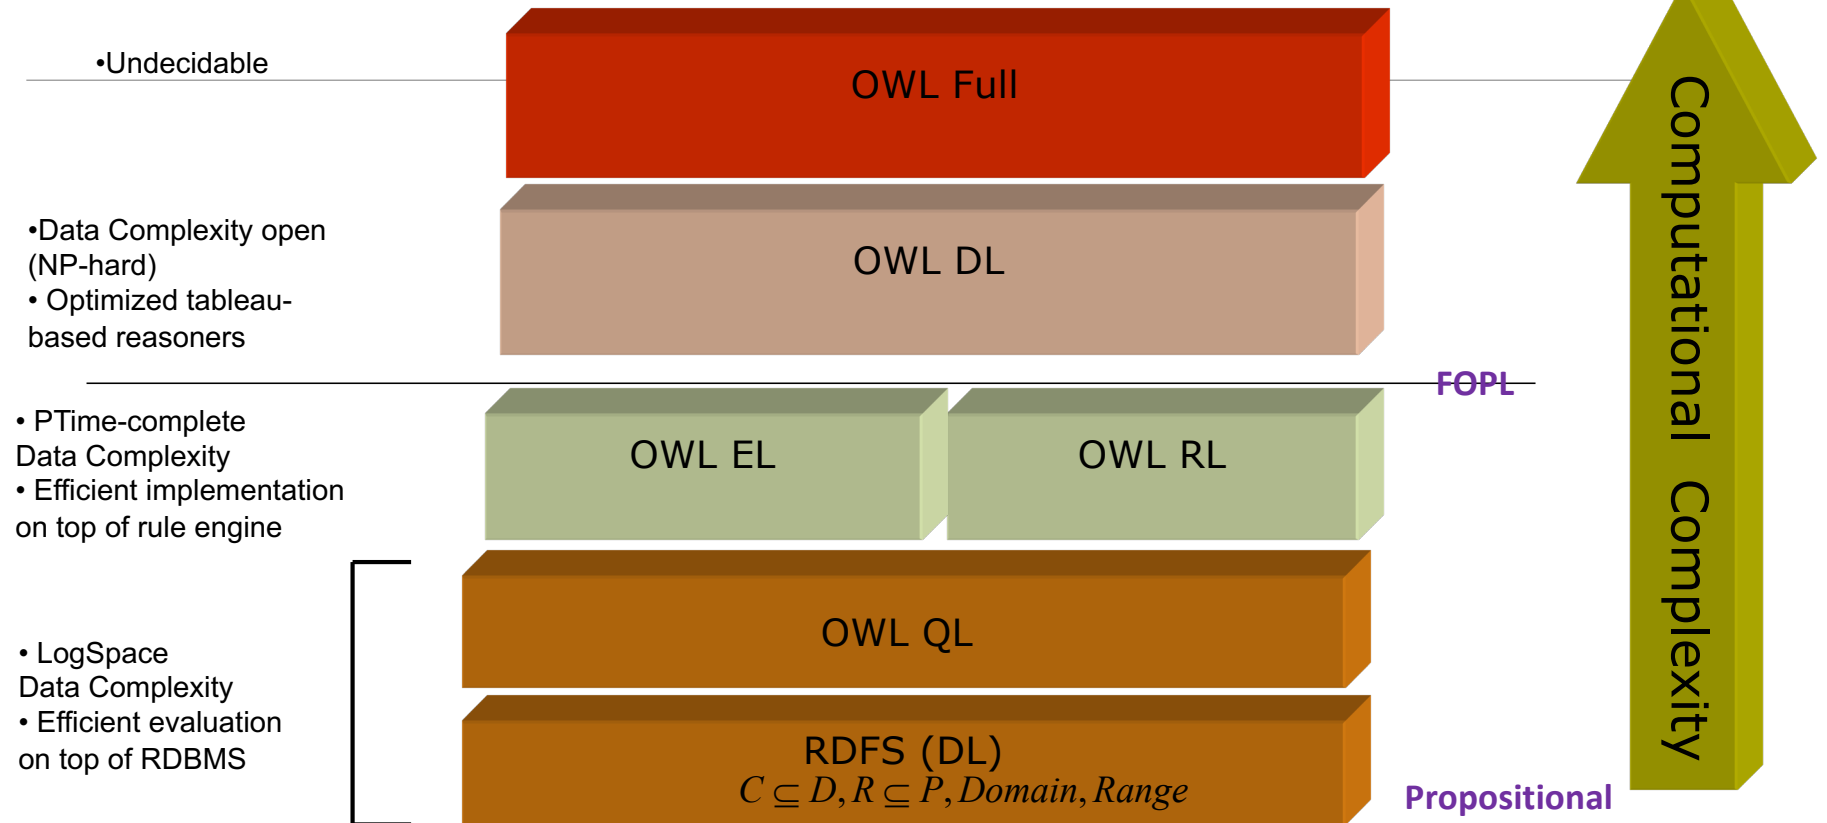 •Undecidable
OWL Full
•Data Complexity open
(NP-hard)
• Optimized tableau-
based reasoners
OWL DL
FOPL
• PTime-complete
Data Complexity
• Efficient implementation
on top of rule engine
OWL EL
OWL RL
OWL QL
• LogSpace
Data Complexity
• Efficient evaluation
on top of RDBMS
RDFS (DL)
C ⊆ D, R ⊆ P, Domain, Range
Propositional
Computational Complexity